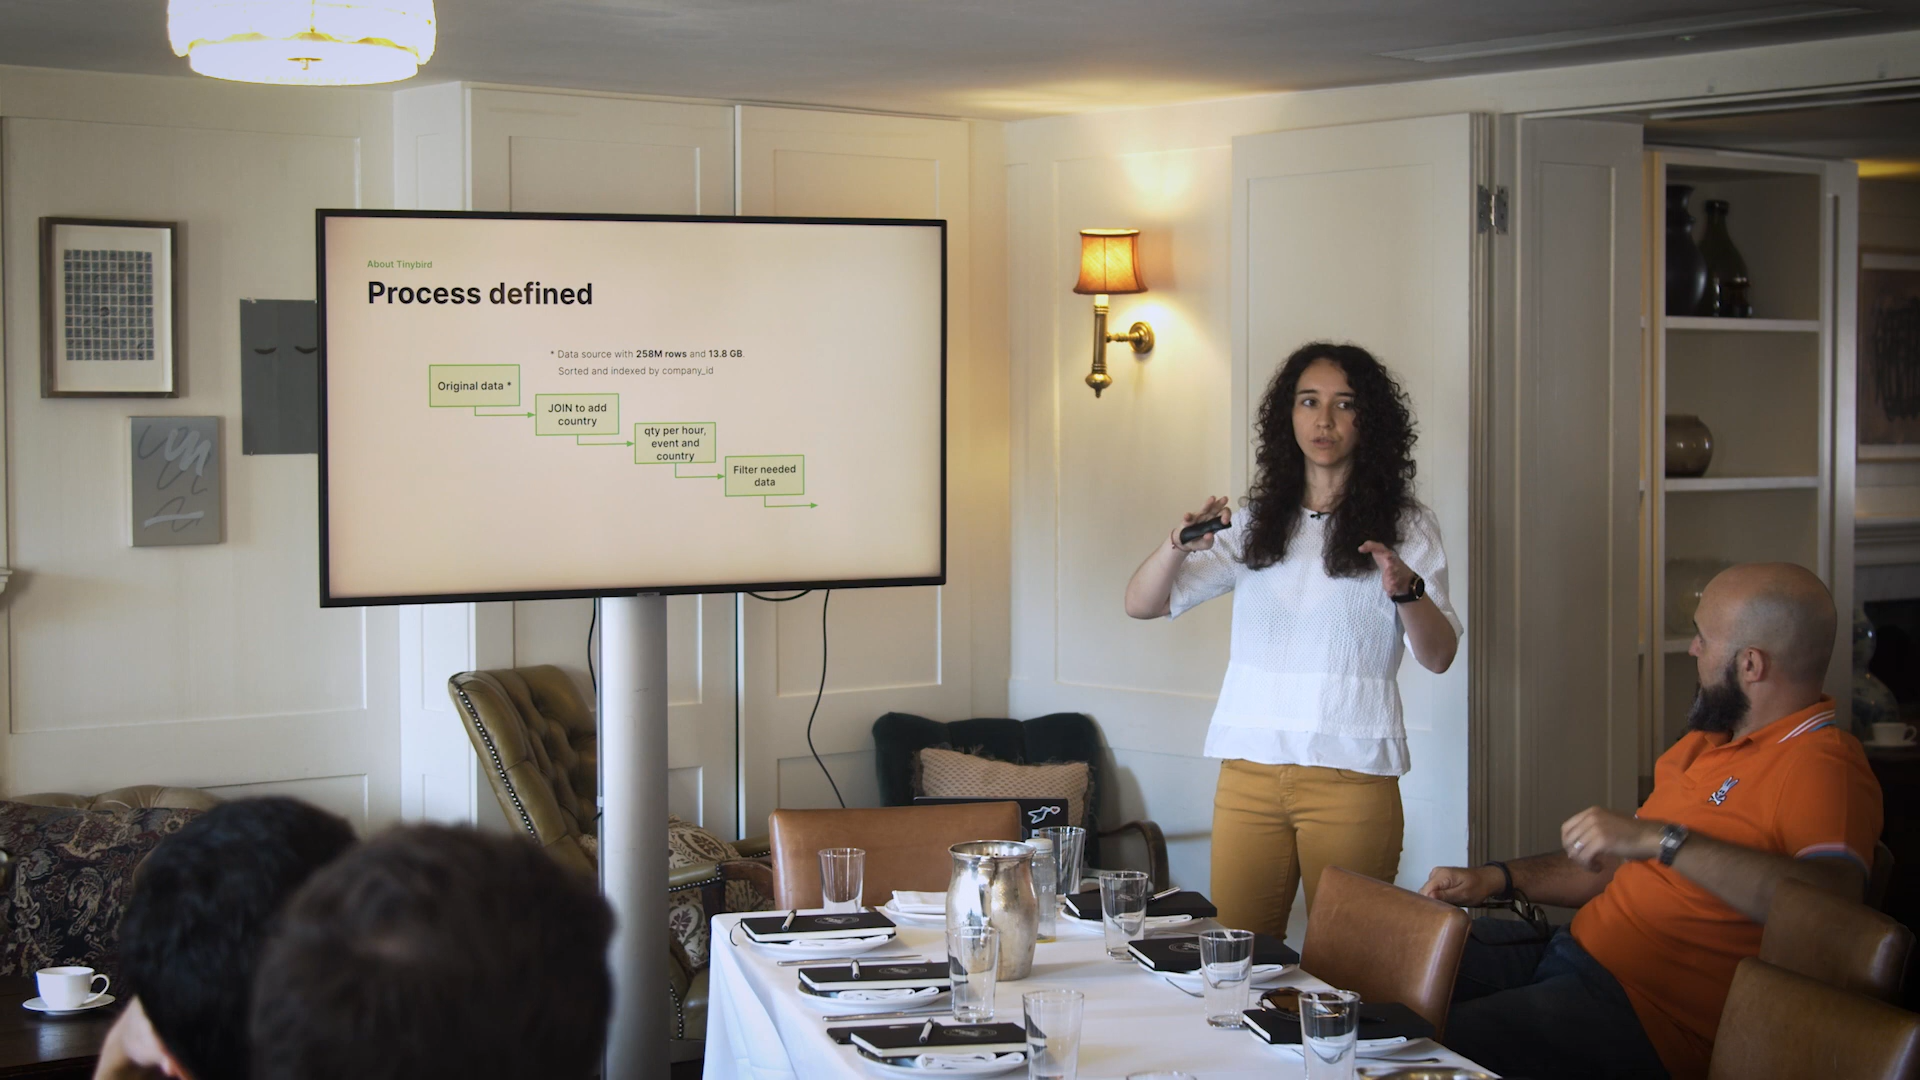 About Tinybird
Process defined
* Data source with 258M rows and 13.8 GB.
Sorted and indexed by company_id
Original data *
JOIN to add
country
qty per hour,
event and
country
Filter needed
data